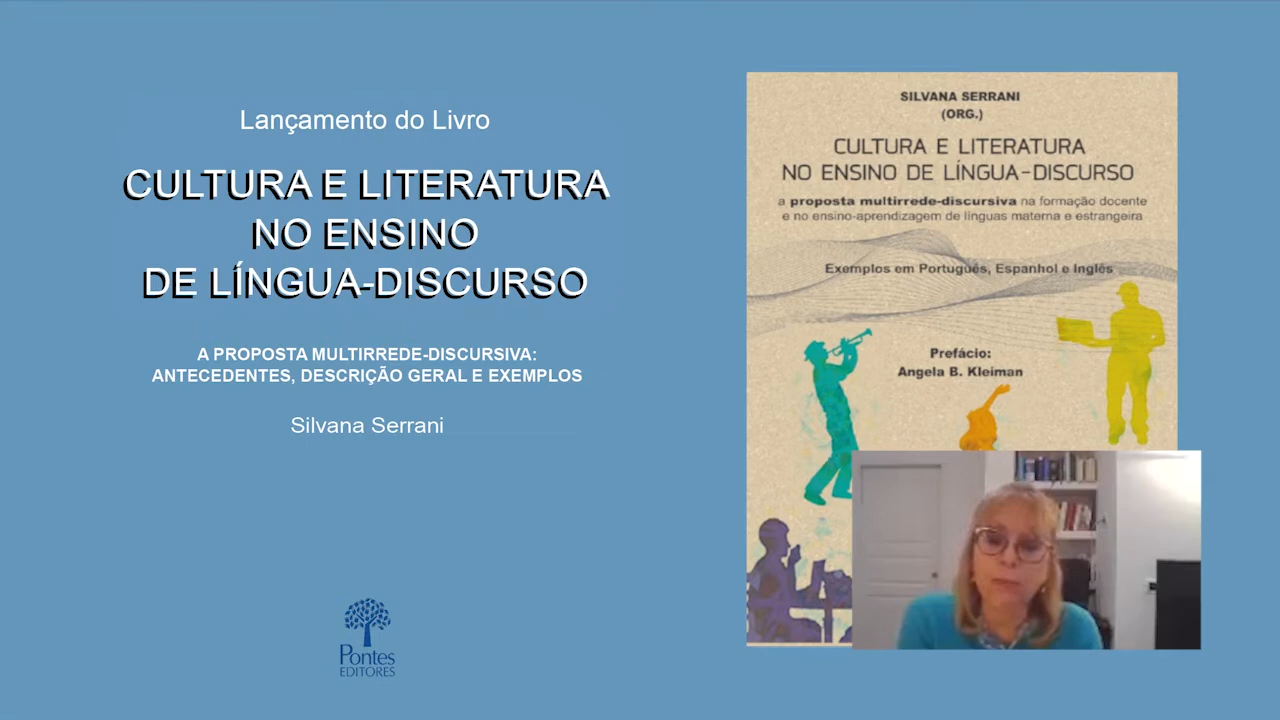 Lançamento do Livro
CULTURA E LITERATURA
NO ENSINO
DE LÍNGUA-DISCURSO
A PROPOSTA MULTIRREDE-DISCURSIVA:
ANTECEDENTES, DESCRIÇÃO GERAL E EXEMPLOS
Silvana Serrani
Pontes
EDITORES
SILVANA SERRANI
(ORG.)
CULTURA E LITERATURA
NO ENSINO DE LÍNGUA-DISCURSO
a proposta multirrede-discursiva na formação docente
e no ensino-aprendizagem de línguas materna e estrangeira
Exemplos em Português, Espanhol e Inglês
Prefácio:
Angela B. Kleiman